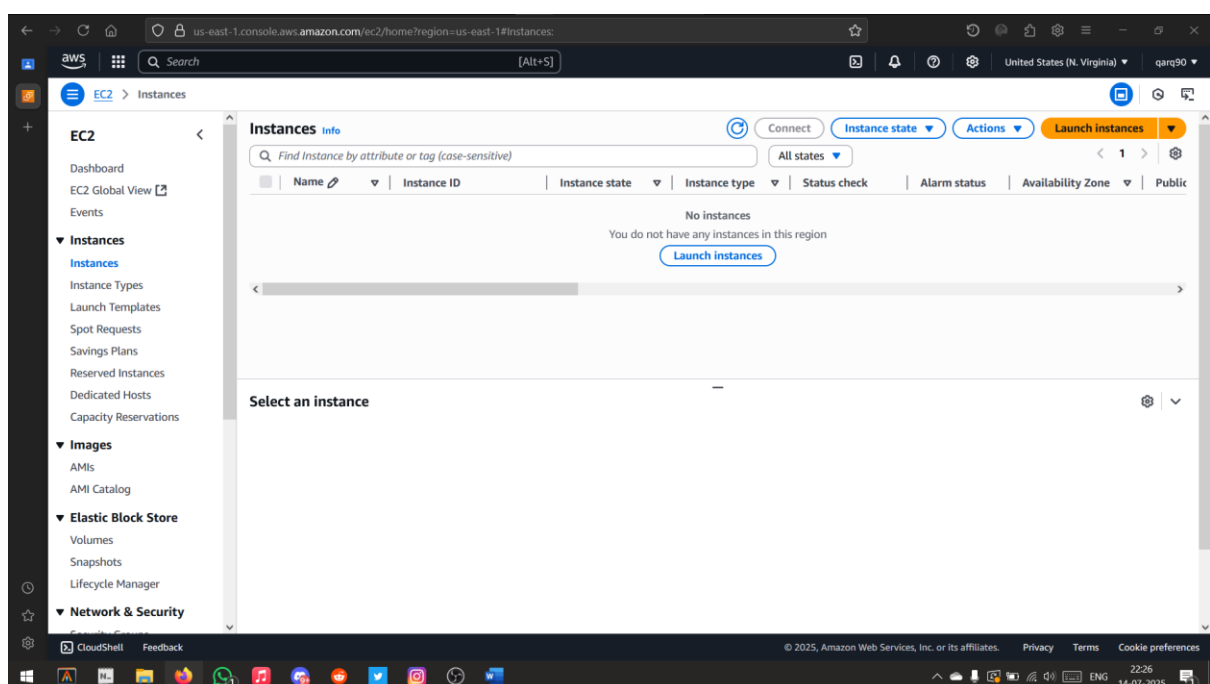 us-east-1.console.aws.amazon.com/ec2/home?region=us-east-1#Instances:
aws
Search
[Alt+S]
United States (N. Virginia)
qarq90
EC2 > Instances
EC2
Dashboard
EC2 Global View
Events
Instances
Instances
Instance Types
Launch Templates
Spot Requests
Savings Plans
Reserved Instances
Dedicated Hosts
Capacity Reservations
Images
AMIs
AMI Catalog
Elastic Block Store
Volumes
Snapshots
Lifecycle Manager
Network & Security
Instances Info
Connect
Instance state
Actions
Launch instances
Find Instance by attribute or tag (case-sensitive)
All states
1
Name
Instance ID
Instance state
Instance type
Status check
Alarm status
Availability Zone
Public
No instances
You do not have any instances in this region
Launch instances
Select an instance
CloudShell
Feedback
© 2025, Amazon Web Services, Inc. or its affiliates.
Privacy
Terms
Cookie preferences
ENG
22:26
14-07-2025